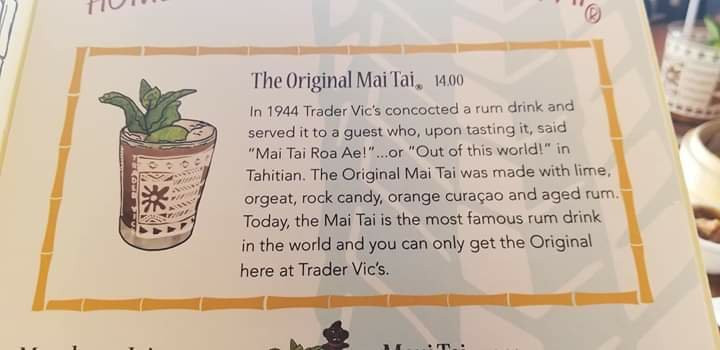 The Original Mai Tai® 14.00
In 1944 Trader Vic's concocted a rum drink and
served it to a guest who, upon tasting it, said
"Mai Tai Roa Ae!"...or "Out of this world!" in
Tahitian. The Original Mai Tai was made with lime,
orgeat, rock candy, orange curaçao and aged rum.
Today, the Mai Tai is the most famous rum drink
in the world and you can only get the Original
here at Trader Vic's.